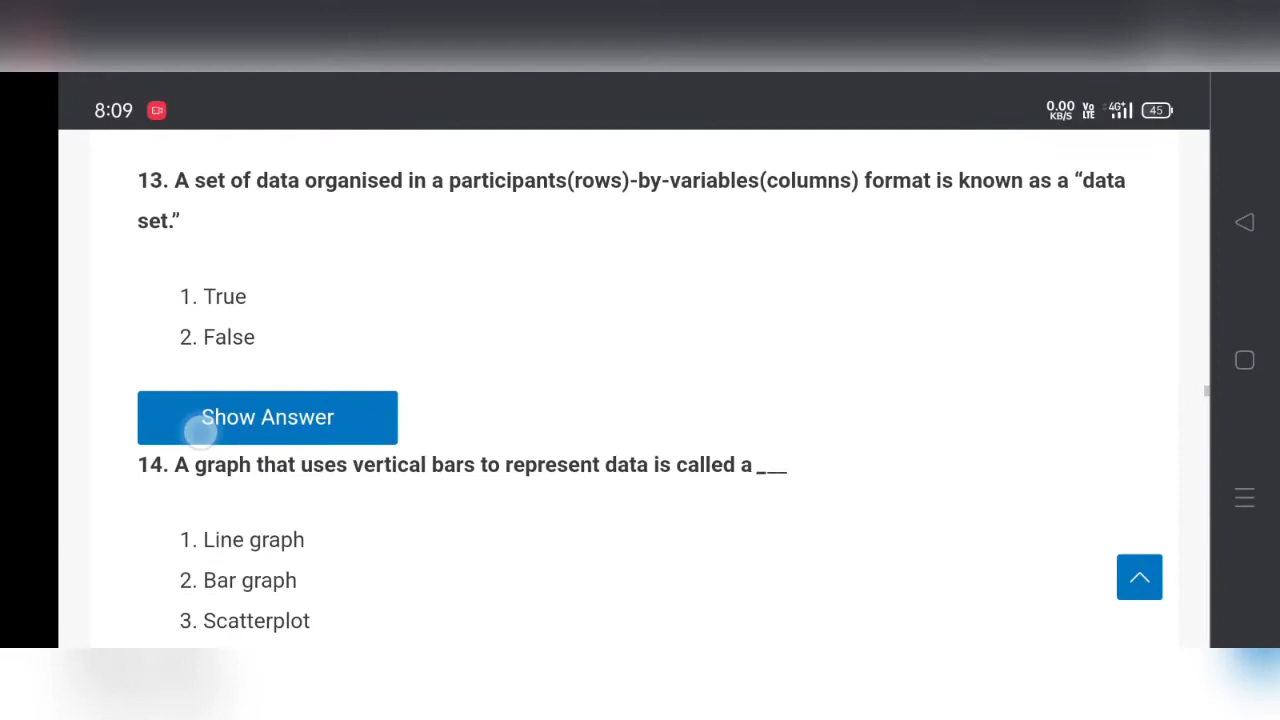 8:09
0.00 KB/S Vo LTE 4G+ 45
13. A set of data organised in a participants(rows)-by-variables(columns) format is known as a “data
set.”
1. True
2. False
Show Answer
14. A graph that uses vertical bars to represent data is called a ___
1. Line graph
2. Bar graph
3. Scatterplot